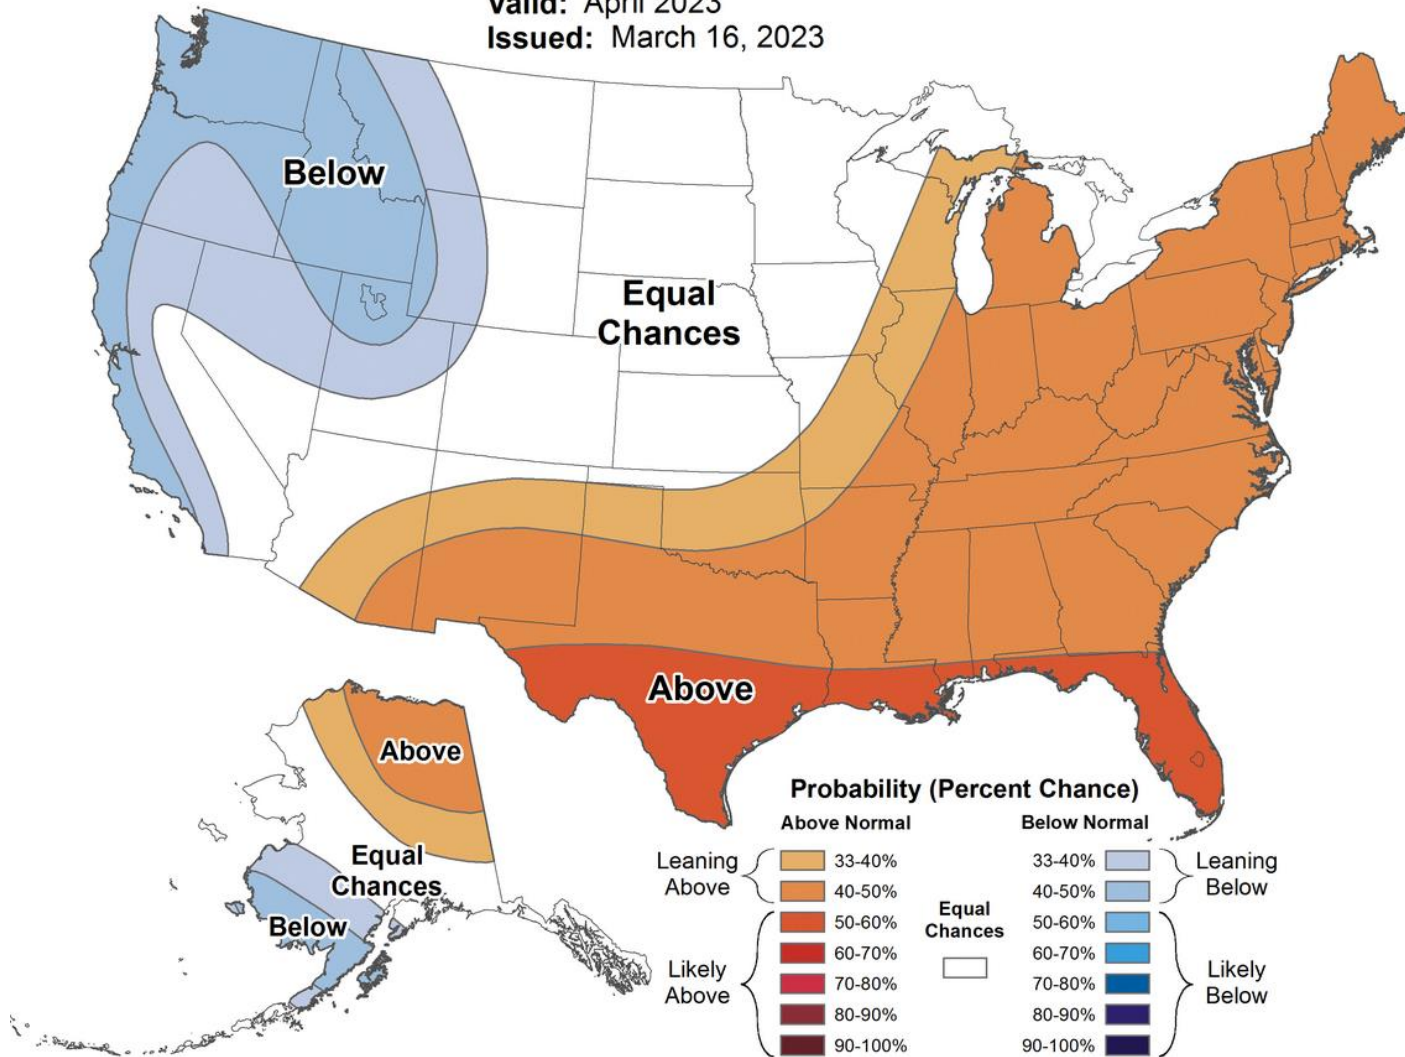 Valid: April 2023
Issued: March 16, 2023
Below
Equal
Chances
Above
Above
Equal
Chances
Below
Probability (Percent Chance)
Above Normal
Below Normal
Leaning
Above
33-40%
40-50%
50-60%
60-70%
70-80%
80-90%
90-100%
Likely
Above
Equal
Chances
33-40%
40-50%
50-60%
60-70%
70-80%
80-90%
90-100%
Leaning
Below
Likely
Below